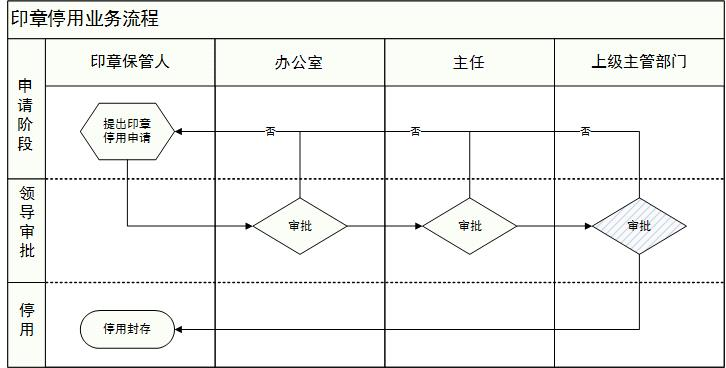 印章停用业务流程
印章保管人 办公室 主任 上级主管部门
申请阶段
提出印章
停用申请
否 否 否
领导审批
审批 审批 审批
停用
停用封存